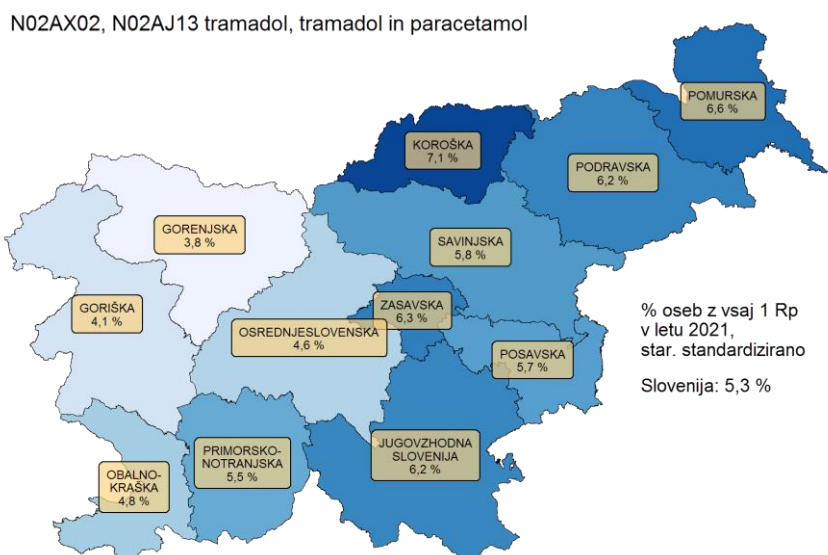 N02AX02, N02AJ13 tramadol, tramadol in paracetamol
POMURSKA
6,6 %
KOROŠKA
7,1 %
PODRAVSKA
6,2 %
GORENJSKA
3,8 %
SAVINJSKA
5,8 %
GORIŠKA
4,1 %
ZASAVSKA
6,3 %
OSREDNJESLOVENSKA
4,6 %
POSAVSKA
5,7 %
% oseb z vsaj 1 Rp
v letu 2021,
star. standardizirano
Slovenija: 5,3 %
PRIMORSKO-
NOTRANJSKA
5,5 %
JUGOVZHODNA
SLOVENIJA
6,2 %
OBALNO-
KRAŠKA
4,8 %